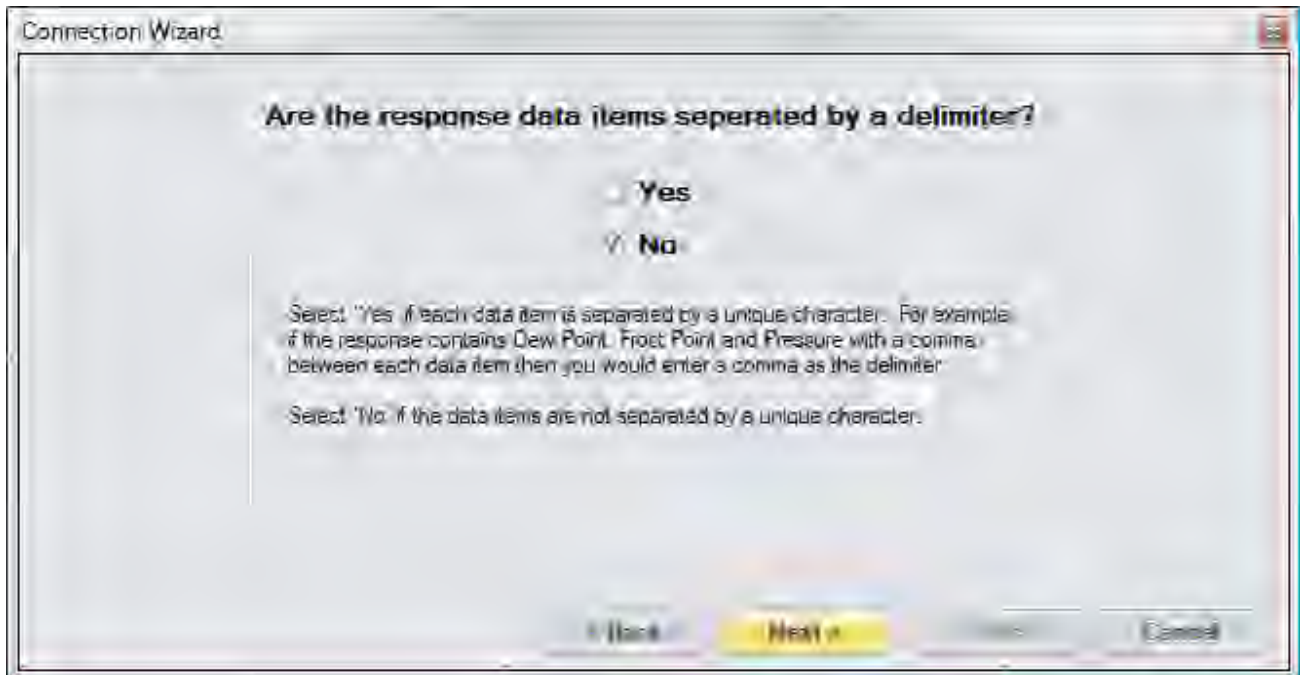 Connection Wizard
Are the response data items seperated by a delimiter?
Yes
No
Select "Yes" if each data item is separated by a unique character. For example,
if the response contains Dew Point, Frost Point and Pressure with a comma
between each data item then you would enter a comma as the delimiter.
Select "No" if the data items are not separated by a unique character.
< Back
Next >
Cancel